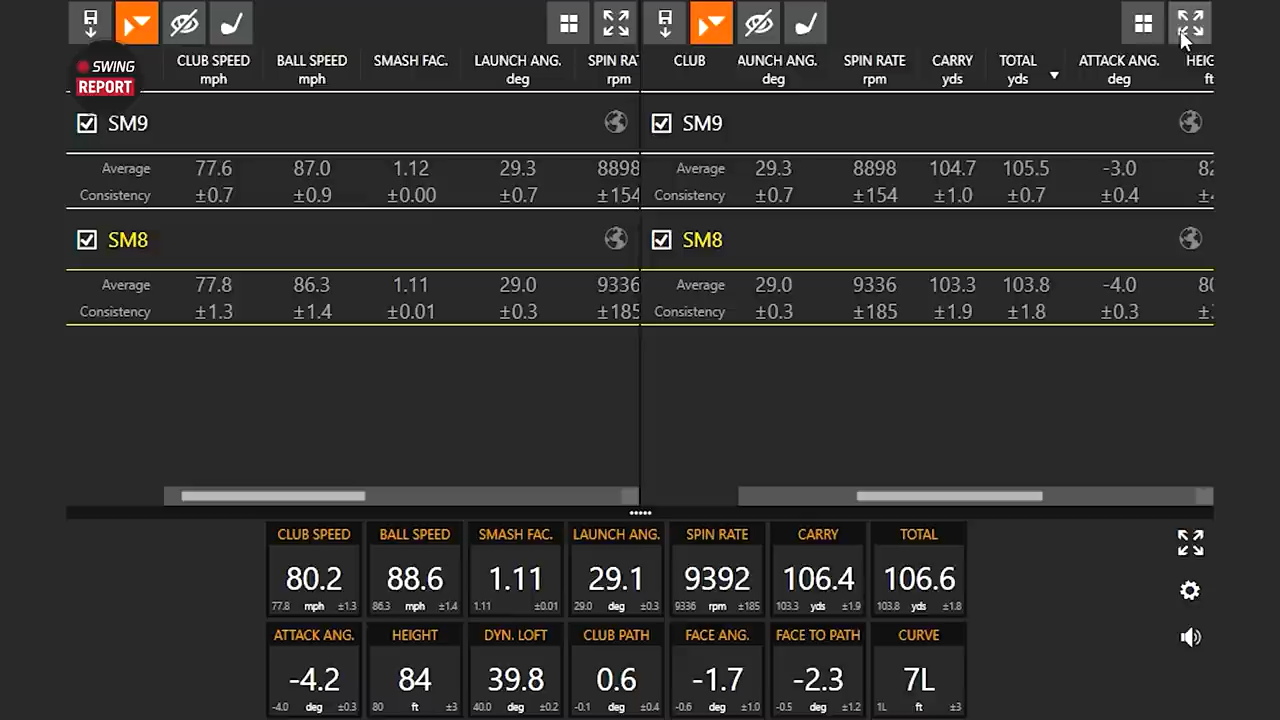 SWING
REPORT
CLUB SPEED BALL SPEED SMASH FAC. LAUNCH ANG. SPIN RA
mph mph deg rpm
SM9
Average 77.6 87.0 1.12 29.3 8898
Consistency ±0.7 ±0.9 ±0.00 ±0.7 ±154
SM8
Average 77.8 86.3 1.11 29.0 9336
Consistency ±1.3 ±1.4 ±0.01 ±0.3 ±185
CLUB AUNCH ANG. SPIN RATE CARRY TOTAL ATTACK ANG. HEIG
deg rpm yds yds deg ft
SM9
Average 29.3 8898 104.7 105.5 -3.0 82
Consistency ±0.7 ±154 ±1.0 ±0.7 ±0.4
SM8
Average 29.0 9336 103.3 103.8 -4.0 80
Consistency ±0.3 ±185 ±1.9 ±1.8 ±0.3
CLUB SPEED BALL SPEED SMASH FAC. LAUNCH ANG. SPIN RATE CARRY TOTAL
80.2 88.6 1.11 29.1 9392 106.4 106.6
77.8 mph ±1.3 86.3 mph ±1.4 1.11 ±0.01 29.0 deg ±0.3 9336 rpm ±185 103.3 yds ±1.9 103.8 yds ±1.8
ATTACK ANG. HEIGHT DYN. LOFT CLUB PATH FACE ANG. FACE TO PATH CURVE
-4.2 84 39.8 0.6 -1.7 -2.3 7L
-4.0 deg ±0.3 80 ft ±3 40.0 deg ±0.2 -0.1 deg ±0.4 -0.6 deg ±1.0 -0.5 deg ±1.2 1L ft ±3